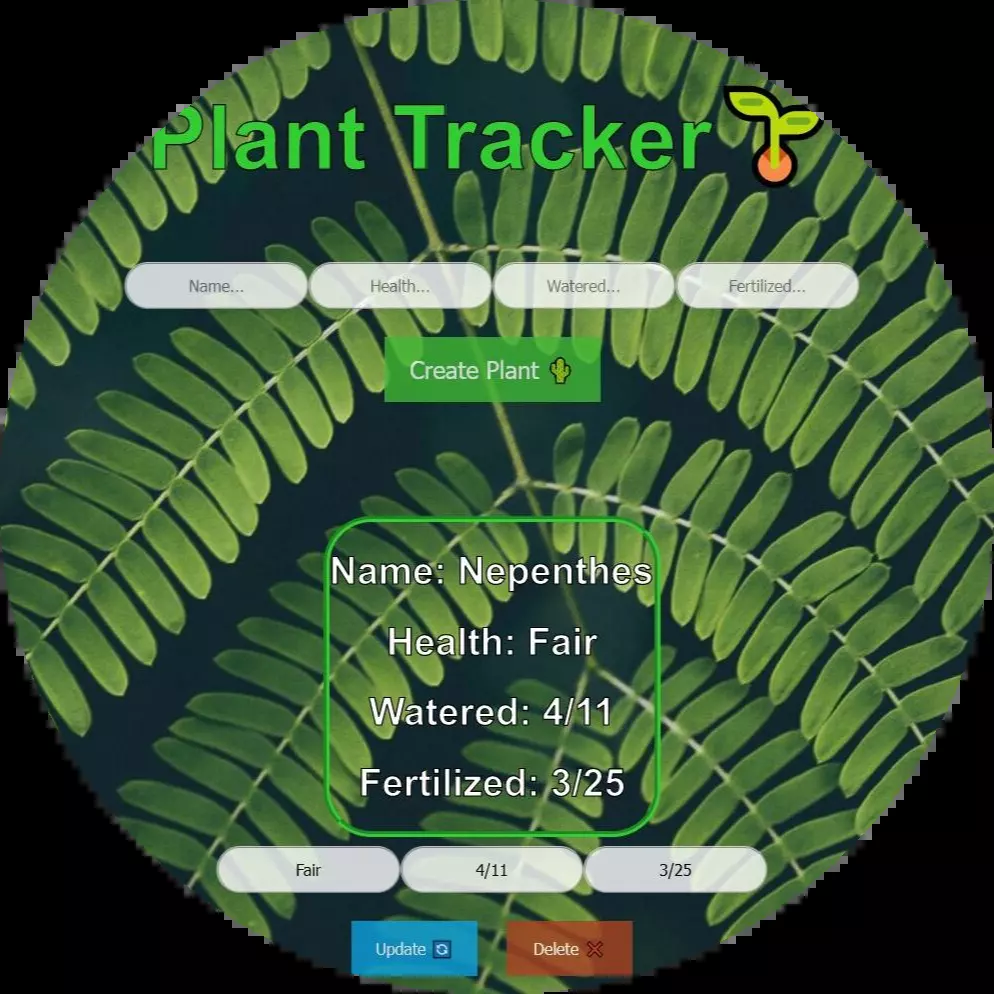 Plant Tracker
Name... Health... Watered... Fertilized...
Create Plant
Name: Nepenthes
Health: Fair
Watered: 4/11
Fertilized: 3/25
Fair 4/11 3/25
Update Delete